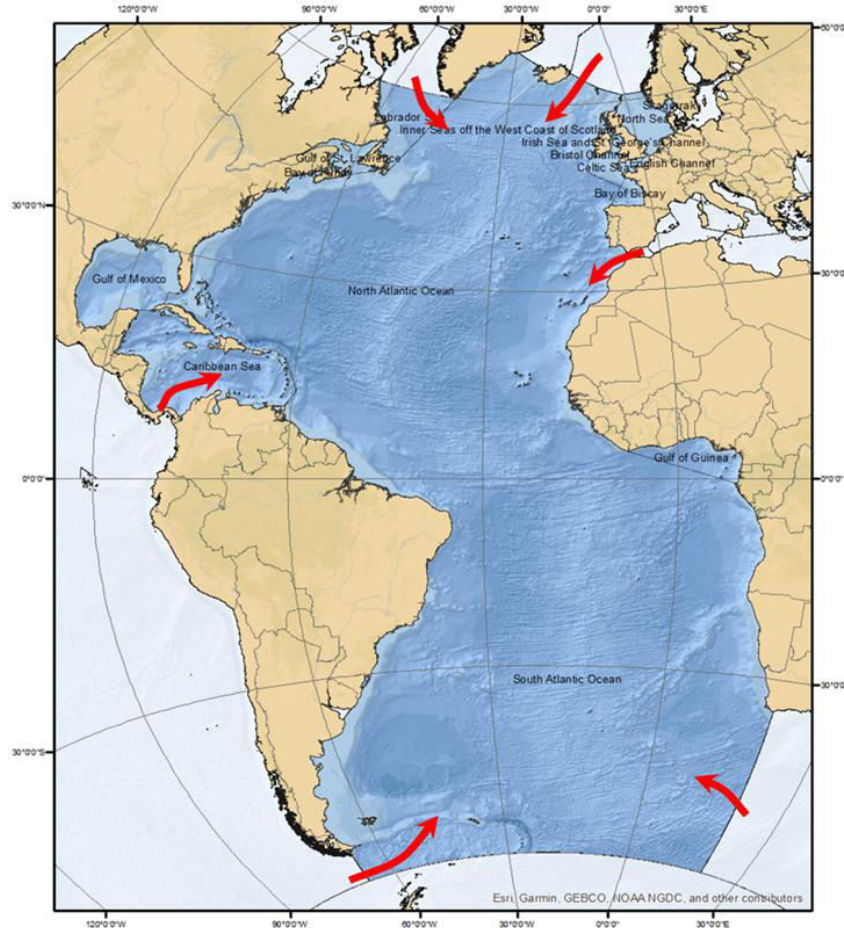 120°0'0"W
90°0'0"W
60°0'0"W
30°0'0"W
0°0'0"
30°0'0"E
Skagerrak
Labrador S
North Sea
Inner Seas off the West Coast of Scotland
Irish Sea and St. George's Channel
Gulf of St. Lawrence
Bristol Channel
English Channel
Bay of
Celtic Sea
Bay of Biscay
30°0'0"N
30°0'0"N
Gulf of Mexico
North Atlantic Ocean
Caribbean Sea
Gulf of Guinea
0°0'0"
0°0'0"
South Atlantic Ocean
30°0'0"S
30°0'0"S
Esri, Garmin, GEBCO, NOAA NGDC, and other contributors
120°0'0"W
90°0'0"W
60°0'0"W
30°0'0"W
0°0'0"
30°0'0"E